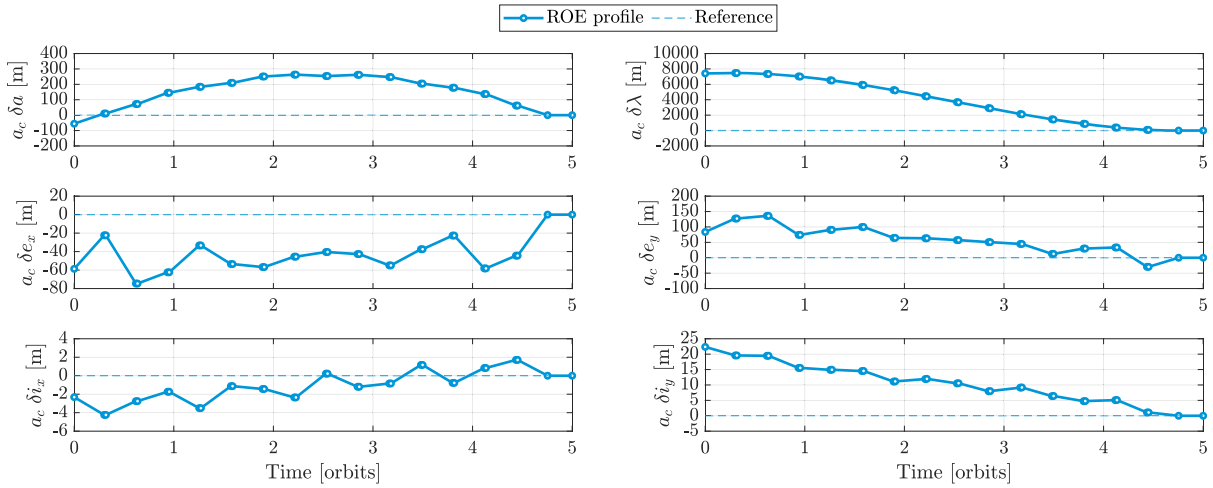 ROE profile Reference
400
300
200
100
0
-100
-200
a_c δa [m]
0 1 2 3 4 5
10000
8000
6000
4000
2000
0
-2000
a_c δλ [m]
0 1 2 3 4 5
20
0
-20
-40
-60
-80
a_c δe_x [m]
0 1 2 3 4 5
200
150
100
50
0
-50
-100
a_c δe_y [m]
0 1 2 3 4 5
4
2
0
-2
-4
-6
a_c δi_x [m]
0 1 2 3 4 5
Time [orbits]
25
20
15
10
5
0
-5
a_c δi_y [m]
0 1 2 3 4 5
Time [orbits]